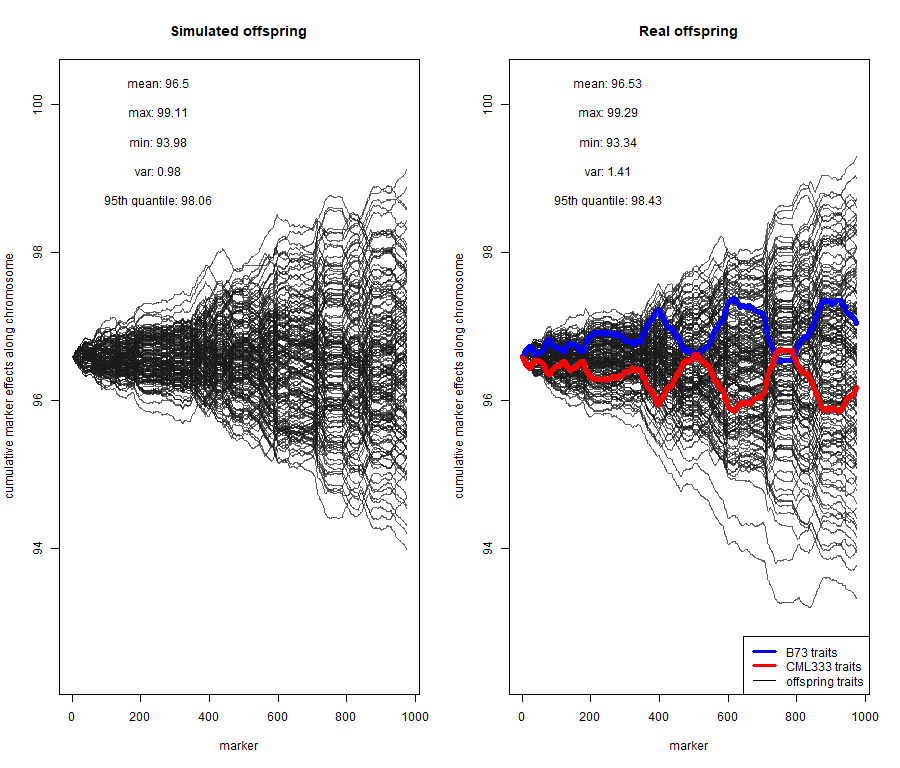 Simulated offspring
mean: 96.5
max: 99.11
min: 93.98
var: 0.98
95th quantile: 98.06
cumulative marker effects along chromosome
100
98
96
94
0 200 400 600 800 1000
marker
Real offspring
mean: 96.53
max: 99.29
min: 93.34
var: 1.41
95th quantile: 98.43
cumulative marker effects along chromosome
100
98
96
94
B73 traits
CML333 traits
offspring traits
0 200 400 600 800 1000
marker